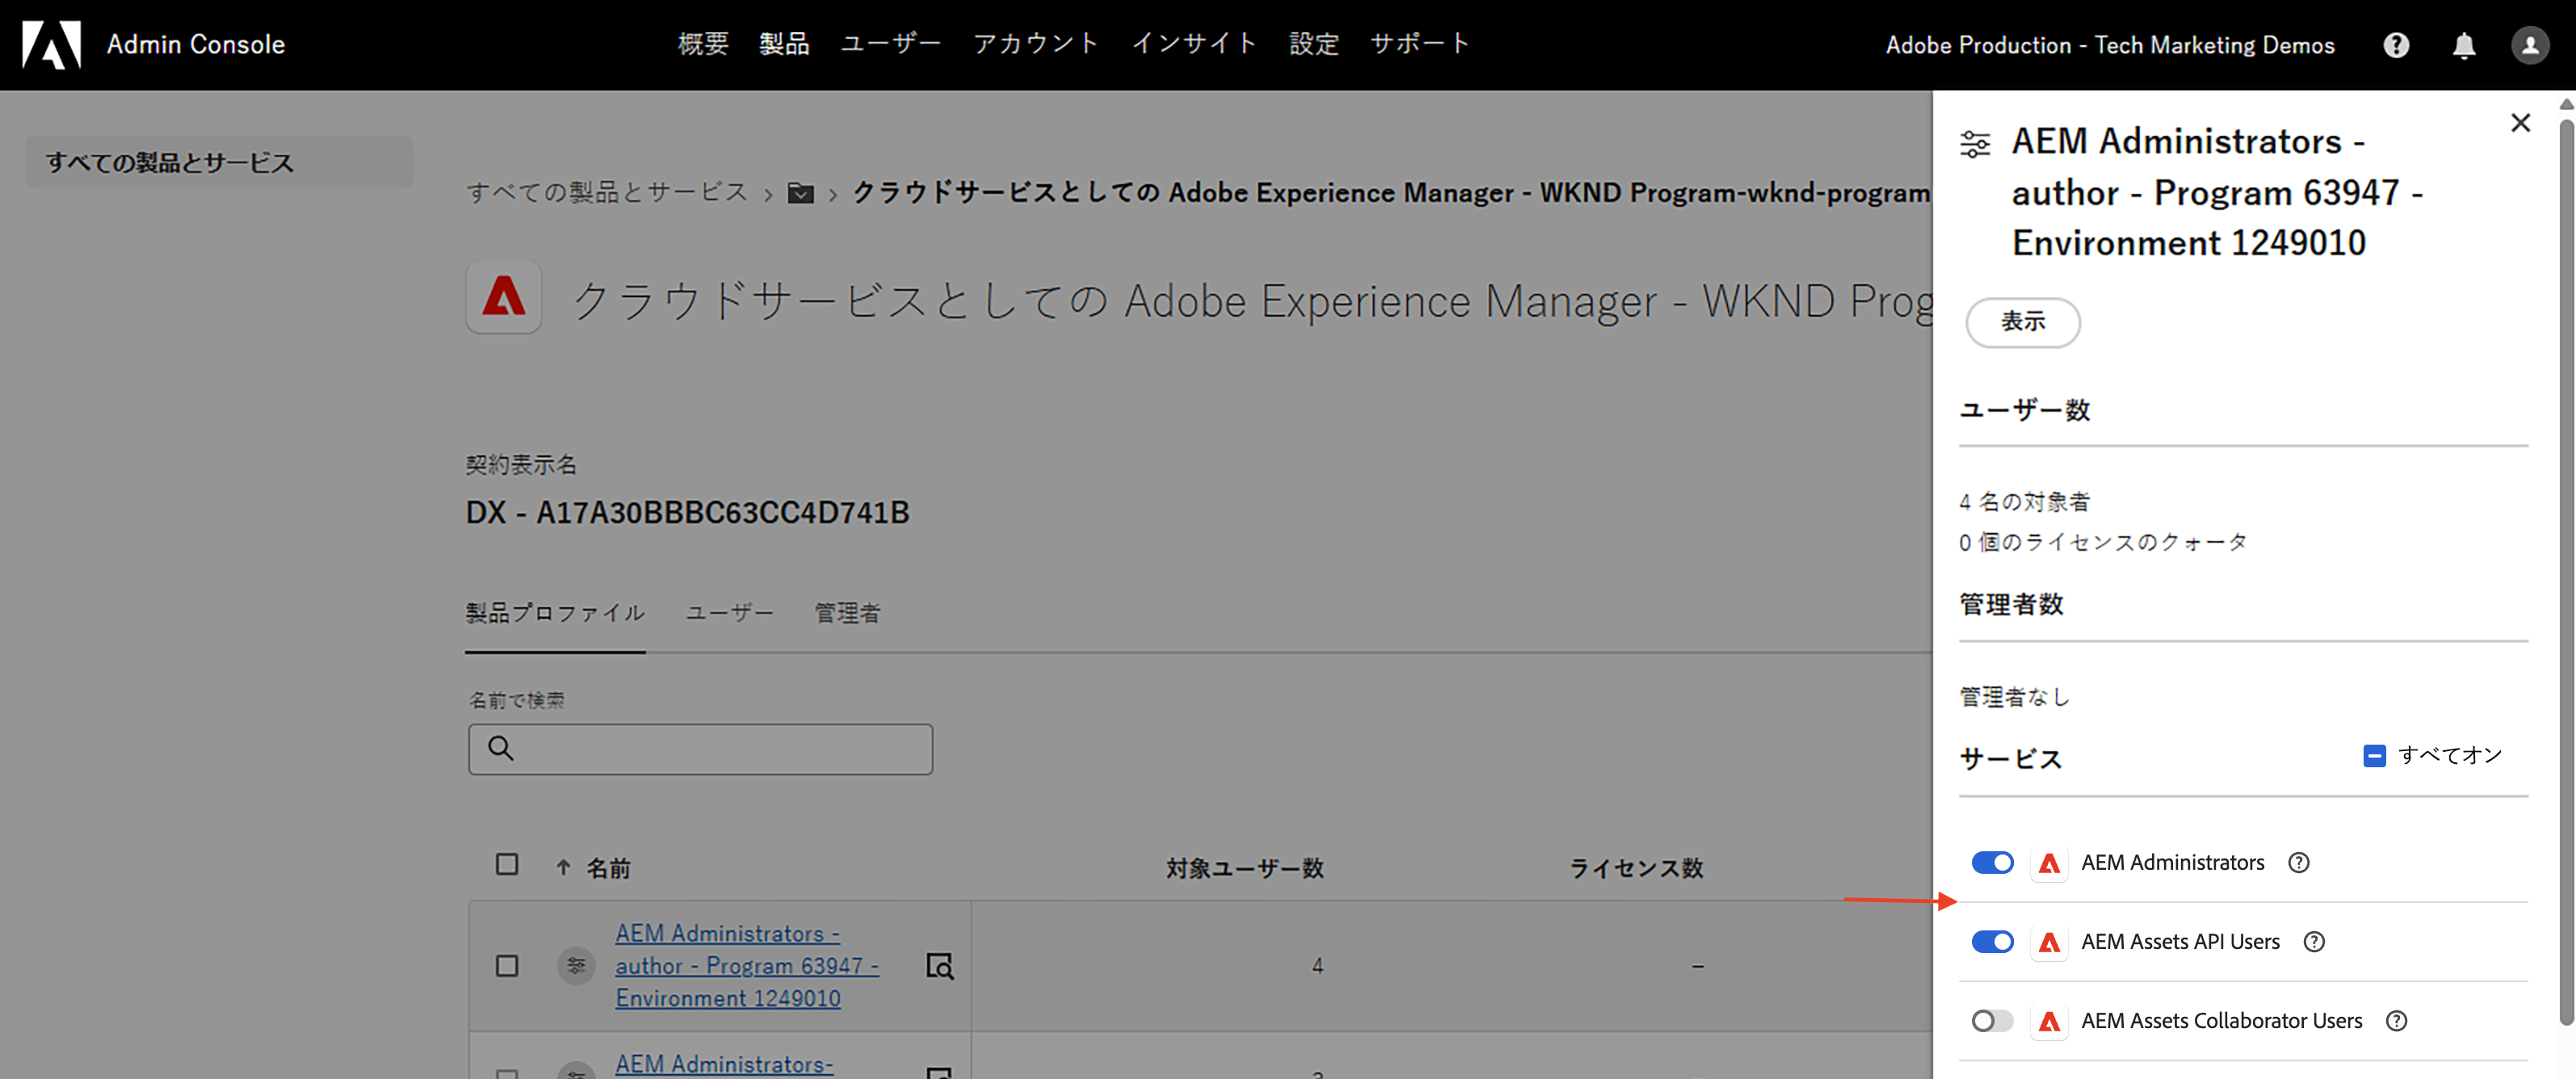 Admin Console
概要 製品 ユーザー アカウント インサイト 設定 サポート
Adobe Production - Tech Marketing Demos
すべての製品とサービス
すべての製品とサービス › › クラウドサービスとしての Adobe Experience Manager - WKND Program-wknd-program
クラウドサービスとしての Adobe Experience Manager - WKND Prog
契約表示名
DX - A17A30BBBC63CC4D741B
製品プロファイル ユーザー 管理者
名前で検索
↑ 名前 対象ユーザー数 ライセンス数
AEM Administrators -
author - Program 63947 -
Environment 1249010
4 –
AEM Administrators-
AEM Administrators -
author - Program 63947 -
Environment 1249010
表示
ユーザー数
4 名の対象者
0 個のライセンスのクォータ
管理者数
管理者なし
サービス
すべてオン
AEM Administrators
AEM Assets API Users
AEM Assets Collaborator Users